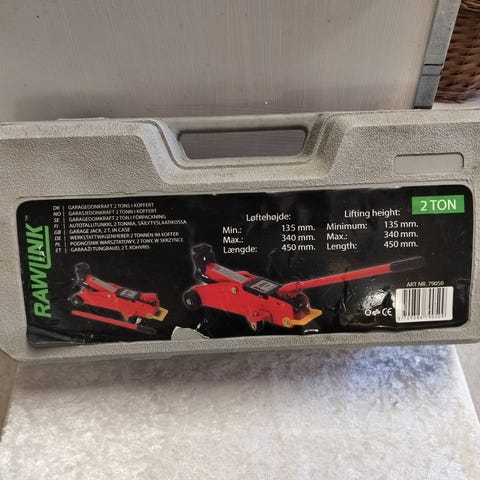 RAWLINK™
DK | GARAGEDONKRAFT 2 TONS I KOFFERT
NO | GARASJEDONKRAFT 2 TONN I KOFFERT
SE | GARAGEDOMKRAFT 2 TON I FÖRPACKNING
FI | AUTOTALLITUNKKI, 2 TONNIA, SÄILYTYSLAATIKOSSA
GB | GARAGE JACK, 2 T. IN CASE
DE | WERKSTATTWAGENHEBER 2 TONNEN IM KOFFER
PL | PODNOŚNIK WARSZTATOWY, 2 TONY, W SKRZYNCE
ET | GARAAŽI TUNGRAUD, 2 T, KOHVRIS
Løftehøjde:
Min.: 135 mm.
Max.: 340 mm.
Længde: 450 mm.
Lifting height:
Minimum: 135 mm.
Max.: 340 mm.
Length: 450 mm.
2 TON
ART NR. 79050
CE